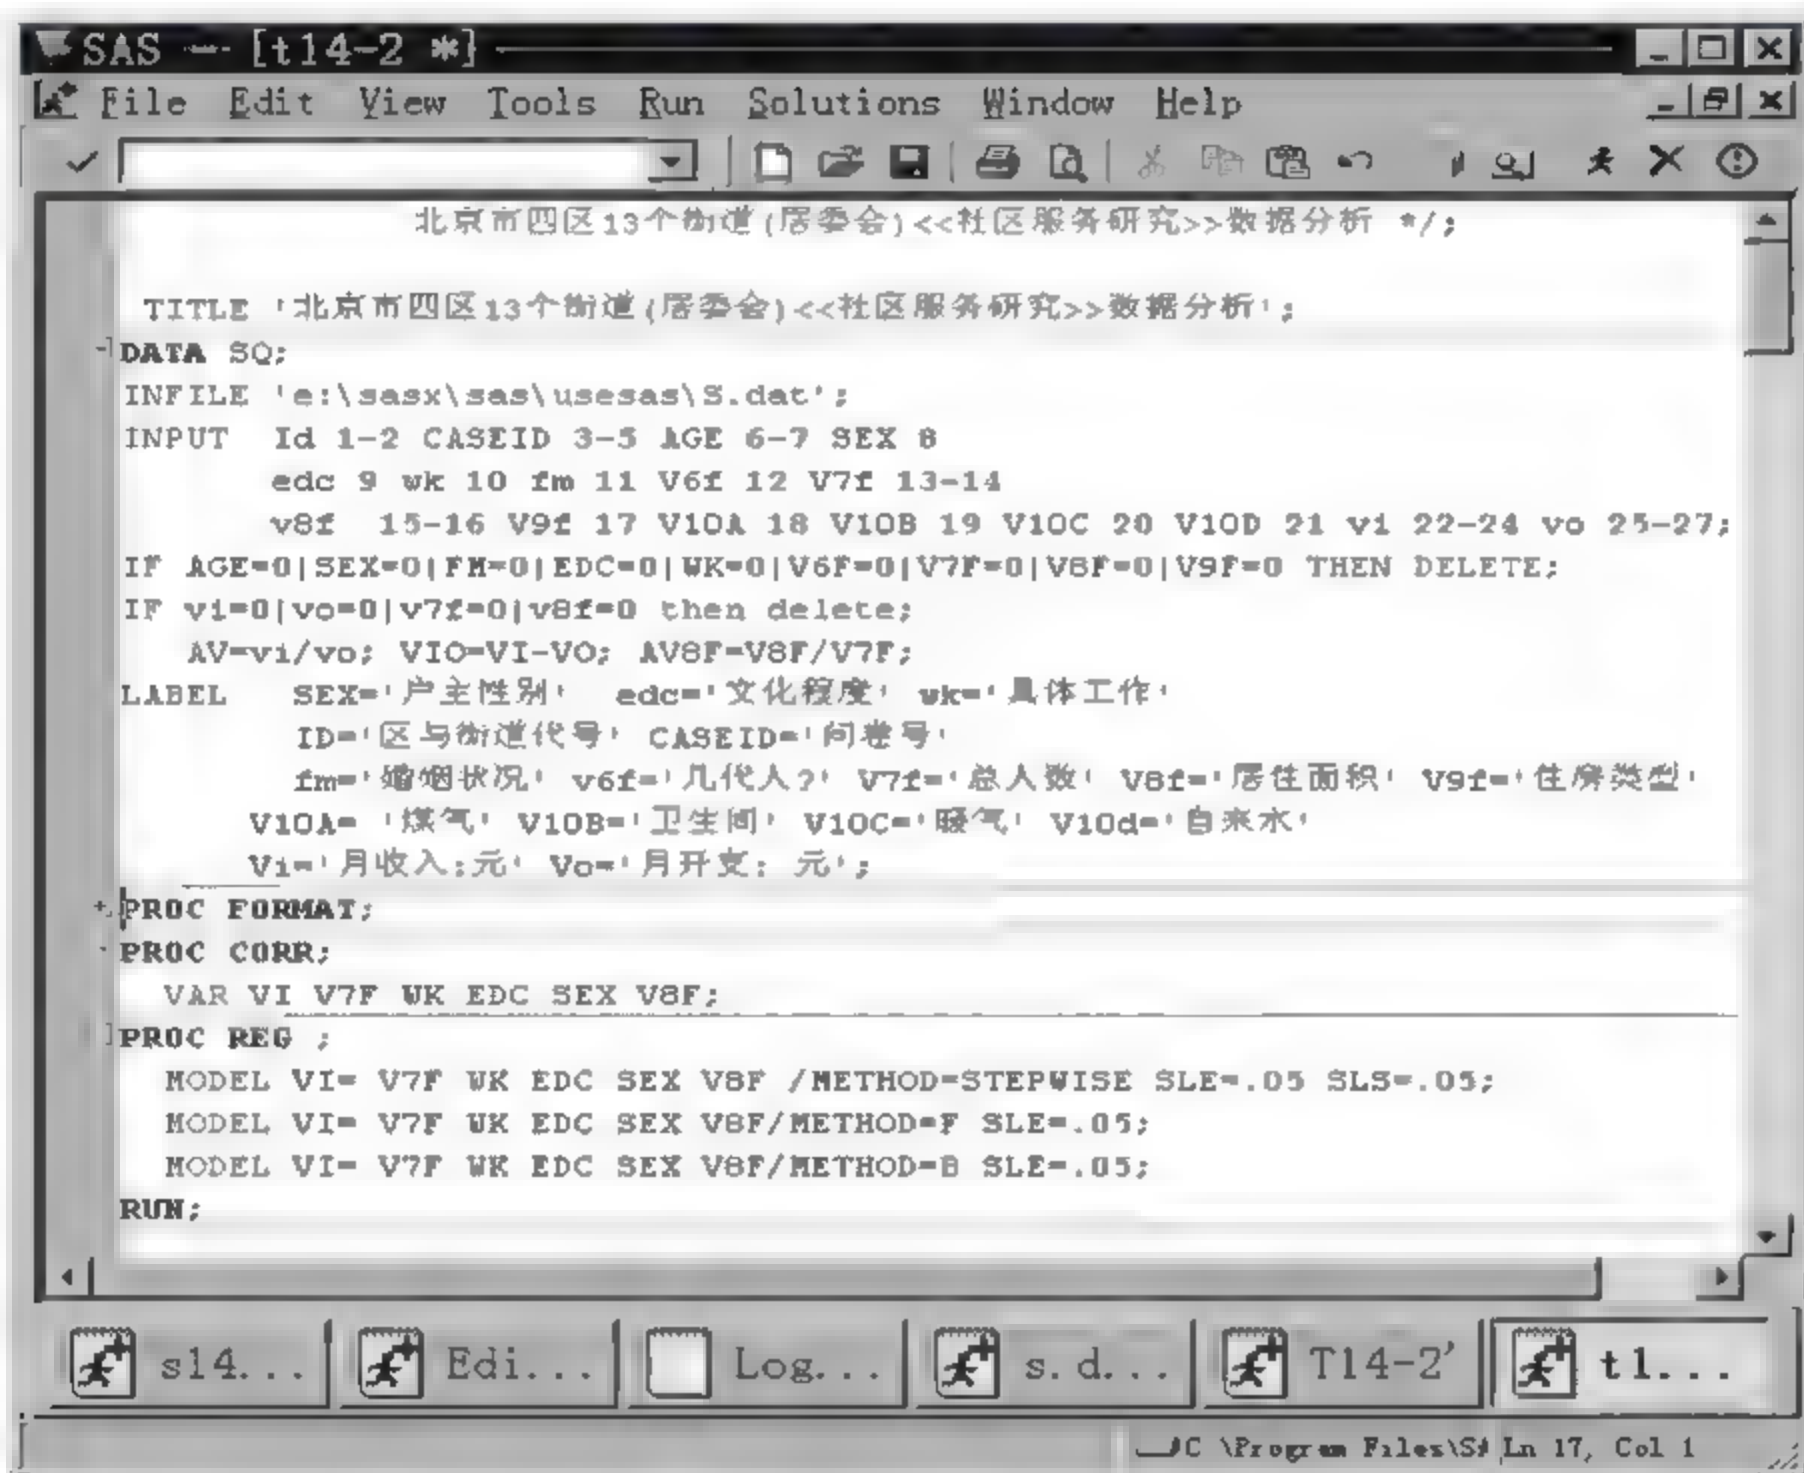 SAS — [t14-2 *]
File Edit View Tools Run Solutions Window Help
北京市四区13个街道(居委会)<<社区服务研究>>数据分析 */;
TITLE '北京市四区13个街道(居委会)<<社区服务研究>>数据分析';
DATA SQ;
INFILE 'e:\sasx\sas\usesas\S.dat';
INPUT Id 1-2 CASEID 3-5 AGE 6-7 SEX 8
edc 9 wk 10 fm 11 V6f 12 V7f 13-14
v8f 15-16 V9f 17 V10A 18 V10B 19 V10C 20 V10D 21 vi 22-24 vo 25-27;
IF AGE=0|SEX=0|FM=0|EDC=0|WK=0|V6F=0|V7F=0|V8F=0|V9F=0 THEN DELETE;
IF vi=0|vo=0|v7f=0|v8f=0 then delete;
AV=vi/vo; VIO=VI-VO; AV8F=V8F/V7F;
LABEL SEX='户主性别' edc='文化程度' wk='具体工作'
ID='区与街道代号' CASEID='问卷号'
fm='婚姻状况' v6f='几代人?' V7f='总人数' V8f='居住面积' V9f='住房类型'
V10A= '煤气' V10B='卫生间' V10C='暖气' V10d='自来水'
Vi='月收入:元' Vo='月开支: 元';
PROC FORMAT;
PROC CORR;
VAR VI V7F WK EDC SEX V8F;
PROC REG ;
MODEL VI= V7F WK EDC SEX V8F /METHOD=STEPWISE SLE=.05 SLS=.05;
MODEL VI= V7F WK EDC SEX V8F/METHOD=F SLE=.05;
MODEL VI= V7F WK EDC SEX V8F/METHOD=B SLE=.05;
RUN;
s14... Edi... Log... s.d... T14-2' t1...
C \Program Files\S Ln 17, Col 1